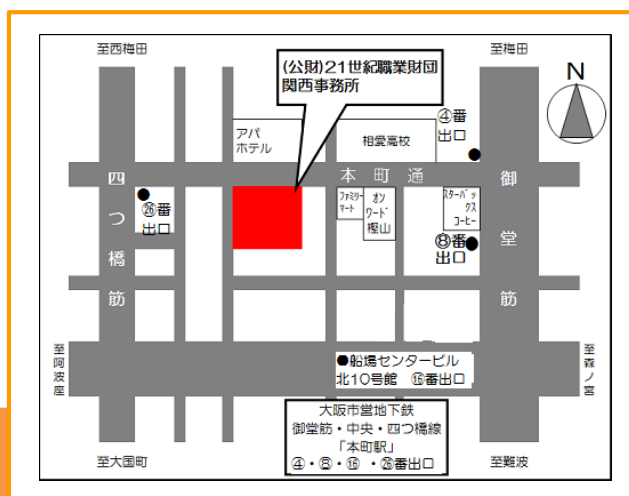 至西梅田
至梅田
(公財)21世紀職業財団
関西事務所
N
④番
出口
アパ
ホテル
相愛高校
本町通
四つ橋筋
御堂筋
㉖番
出口
ファミリー
マート
オン
ワード
樫山
スターバッ
クス
コーヒー
⑧番
出口
至阿波座
●船場センタービル
北10号館 ⑯番出口
至森ノ宮
大阪市営地下鉄
御堂筋・中央・四つ橋線
「本町駅」
④・⑧・⑯ ・㉖番出口
至大国町
至難波